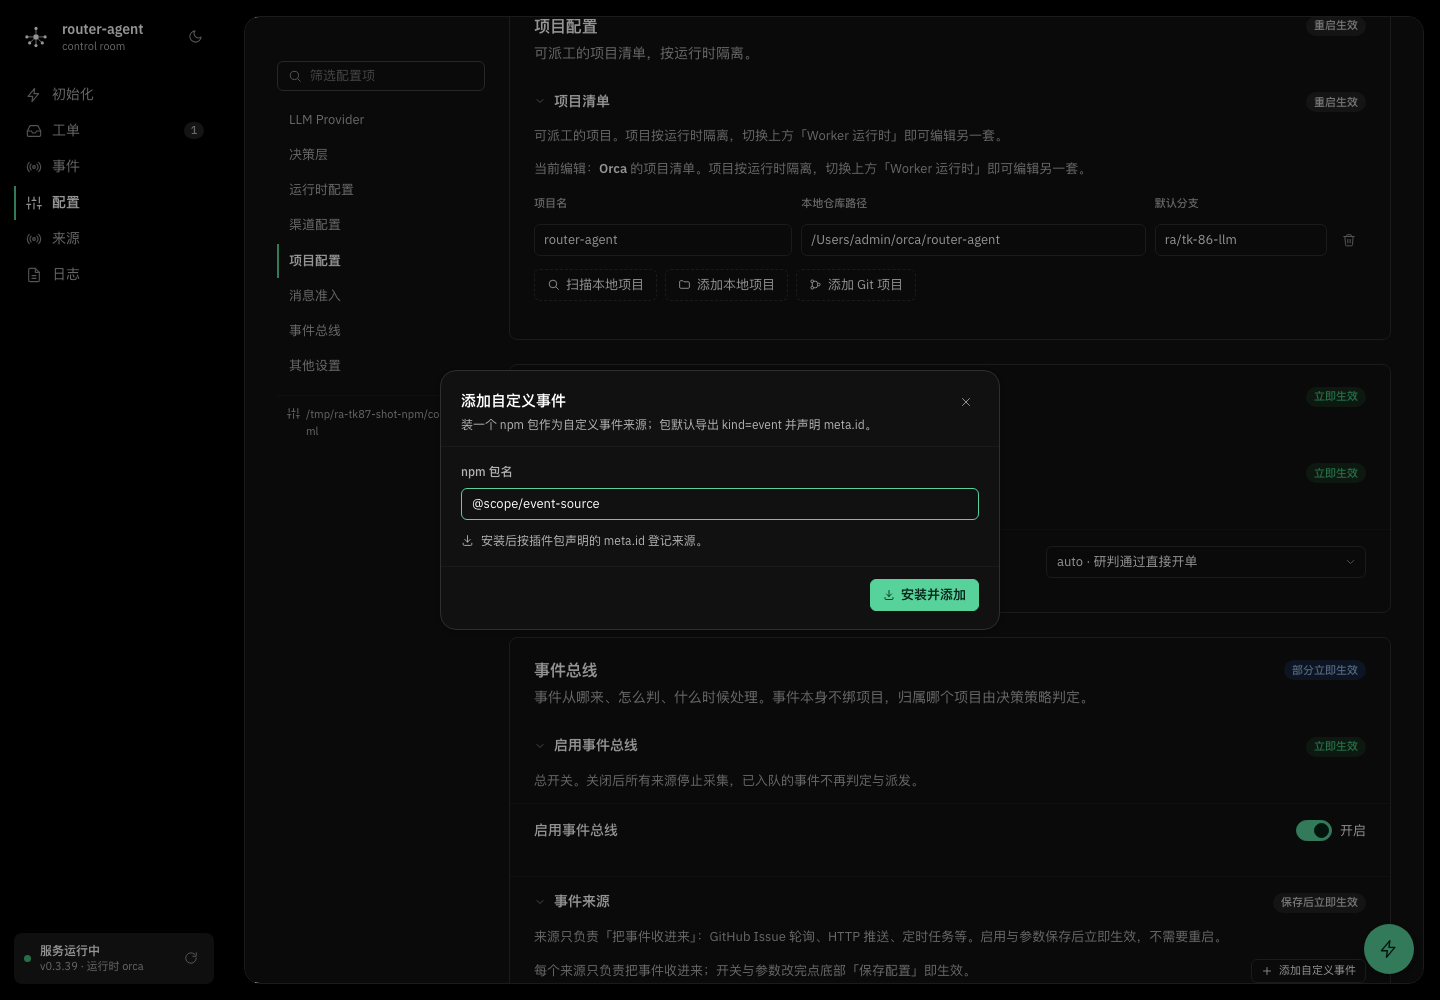 router-agent
control room
初始化
工单
1
事件
配置
来源
日志
服务运行中
v0.3.39 · 运行时 orca
筛选配置项
LLM Provider
决策层
运行时配置
渠道配置
项目配置
消息准入
事件总线
其他设置
/tmp/ra-tk87-shot-npm/co
ml
项目配置
重启生效
可派工的项目清单，按运行时隔离。
项目清单
重启生效
可派工的项目。项目按运行时隔离，切换上方「Worker 运行时」即可编辑另一套。
当前编辑：Orca 的项目清单。项目按运行时隔离，切换上方「Worker 运行时」即可编辑另一套。
项目名
本地仓库路径
默认分支
router-agent
/Users/admin/orca/router-agent
ra/tk-86-llm
扫描本地项目
添加本地项目
添加 Git 项目
立即生效
立即生效
auto · 研判通过直接开单
添加自定义事件
装一个 npm 包作为自定义事件来源；包默认导出 kind=event 并声明 meta.id。
npm 包名
@scope/event-source
安装后按插件包声明的 meta.id 登记来源。
安装并添加
事件总线
部分立即生效
事件从哪来、怎么判、什么时候处理。事件本身不绑项目，归属哪个项目由决策策略判定。
启用事件总线
立即生效
总开关。关闭后所有来源停止采集，已入队的事件不再判定与派发。
启用事件总线
开启
事件来源
保存后立即生效
来源只负责「把事件收进来」：GitHub Issue 轮询、HTTP 推送、定时任务等。启用与参数保存后立即生效，不需要重启。
每个来源只负责把事件收进来；开关与参数改完点底部「保存配置」即生效。
添加自定义事件